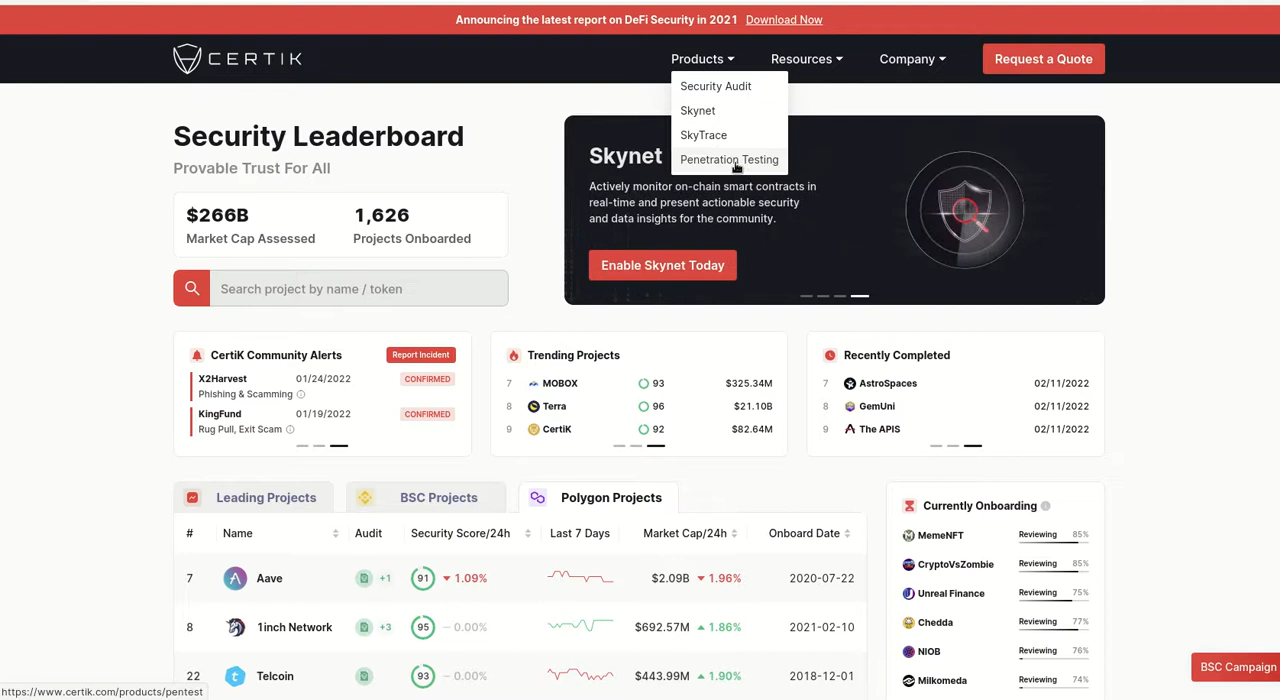 Announcing the latest report on DeFi Security in 2021 Download Now
CERTIK
Products Resources Company Request a Quote
Security Audit
Skynet
SkyTrace
Penetration Testing
Security Leaderboard
Provable Trust For All
$266B 1,626
Market Cap Assessed Projects Onboarded
Search project by name / token
Skynet
Actively monitor on-chain smart contracts in
real-time and present actionable security
and data insights for the community.
Enable Skynet Today
CertiK Community Alerts Report Incident
X2Harvest 01/24/2022 CONFIRMED
Phishing & Scamming
KingFund 01/19/2022 CONFIRMED
Rug Pull, Exit Scam
Trending Projects
7 MOBOX 93 $325.34M
8 Terra 96 $21.10B
9 CertiK 92 $82.64M
Recently Completed
7 AstroSpaces 02/11/2022
8 GemUni 02/11/2022
9 The APIS 02/11/2022
Leading Projects BSC Projects Polygon Projects
# Name Audit Security Score/24h Last 7 Days Market Cap/24h Onboard Date
7 Aave +1 91 1.09% $2.09B 1.96% 2020-07-22
8 1inch Network +3 95 – 0.00% $692.57M 1.86% 2021-02-10
22 Telcoin 93 – 0.00% $443.99M 1.90% 2018-12-01
Currently Onboarding
MemeNFT Reviewing 85%
CryptoVsZombie Reviewing 85%
Unreal Finance Reviewing 75%
Chedda Reviewing 77%
NIOB Reviewing 76%
Milkomeda Reviewing 74%
BSC Campaign
https://www.certik.com/products/pentest